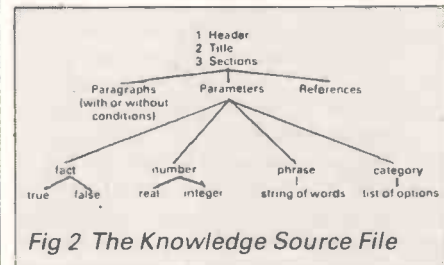 1 Header
2 Title
3 Sections
Paragraphs Parameters References
(with or without
conditions)
fact number phrase category
true false real integer string of words list of options
Fig 2 The Knowledge Source File